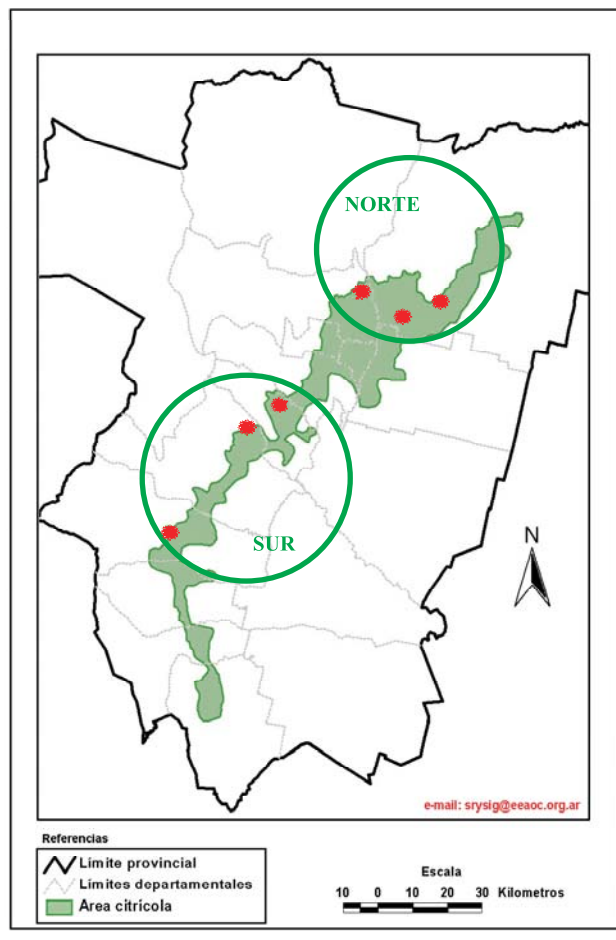 NORTE
SUR
N
e-mail: srysig@eeaoc.org.ar
Referencias
Límite provincial
Límites departamentales
Area citrícola
Escala
10 0 10 20 30 Kilometros